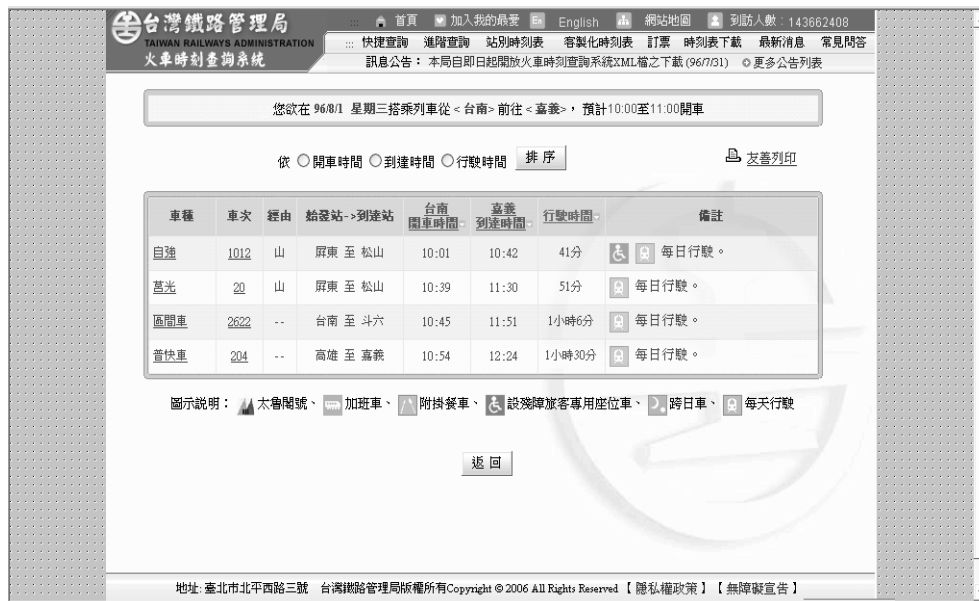 台灣鐵路管理局
TAIWAN RAILWAYS ADMINISTRATION
火車時刻查詢系統
::: 首頁 加入我的最愛 En English 網站地圖 到訪人數：143662408
::: 快捷查詢 進階查詢 站別時刻表 客製化時刻表 訂票 時刻表下載 最新消息 常見問答
訊息公告： 本局自即日起開放火車時刻查詢系統XML檔之下載 (96/7/31) 更多公告列表
您欲在 96/8/1 星期三搭乘列車從 < 台南> 前往 < 嘉義>， 預計10:00至11:00開車
依 開車時間 到達時間 行駛時間 排 序 友善列印
車種 車次 經由 始發站->到達站 台南開車時間 嘉義到達時間 行駛時間 備註
自強 1012 山 屏東 至 松山 10:01 10:42 41分 每日行駛。
莒光 20 山 屏東 至 松山 10:39 11:30 51分 每日行駛。
區間車 2622 -- 台南 至 斗六 10:45 11:51 1小時6分 每日行駛。
普快車 204 -- 高雄 至 嘉義 10:54 12:24 1小時30分 每日行駛。
圖示說明： 太魯閣號、 加班車、 附掛餐車、 設殘障旅客專用座位車、 跨日車、 每天行駛
返 回
地址: 臺北市北平西路三號 台灣鐵路管理局版權所有Copyright © 2006 All Rights Reserved 【 隱私權政策 】 【 無障礙宣告 】